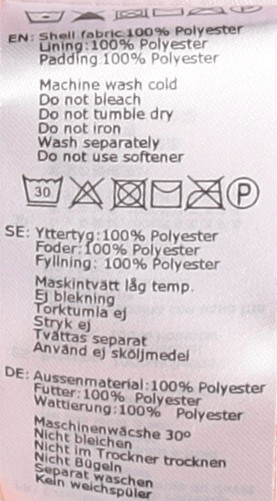 EN: Shell fabric 100% Polyester
Lining:100% Polyester
Padding 100% Polyester
Machine wash cold
Do not bleach
Do not tumble dry
Do not iron
Wash separately
Do not use softener
30 P
SE: Yttertyg:100% Polyester
Foder:100% Polyester
Fyllning: 100% Polyester
Maskintvätt låg temp.
Ej blekning
Torktumla ej
Stryk ej
Tvättas separat
Använd ej sköljmedel
DE: Aussenmaterial:100% Polyester
Futter:100% Polyester
Wattierung:100% Polyester
Maschinenwäcshe 30°
Nicht bleichen
Nicht im Trockner trocknen
Nicht Bügeln
Separat waschen
Kein weichspüler